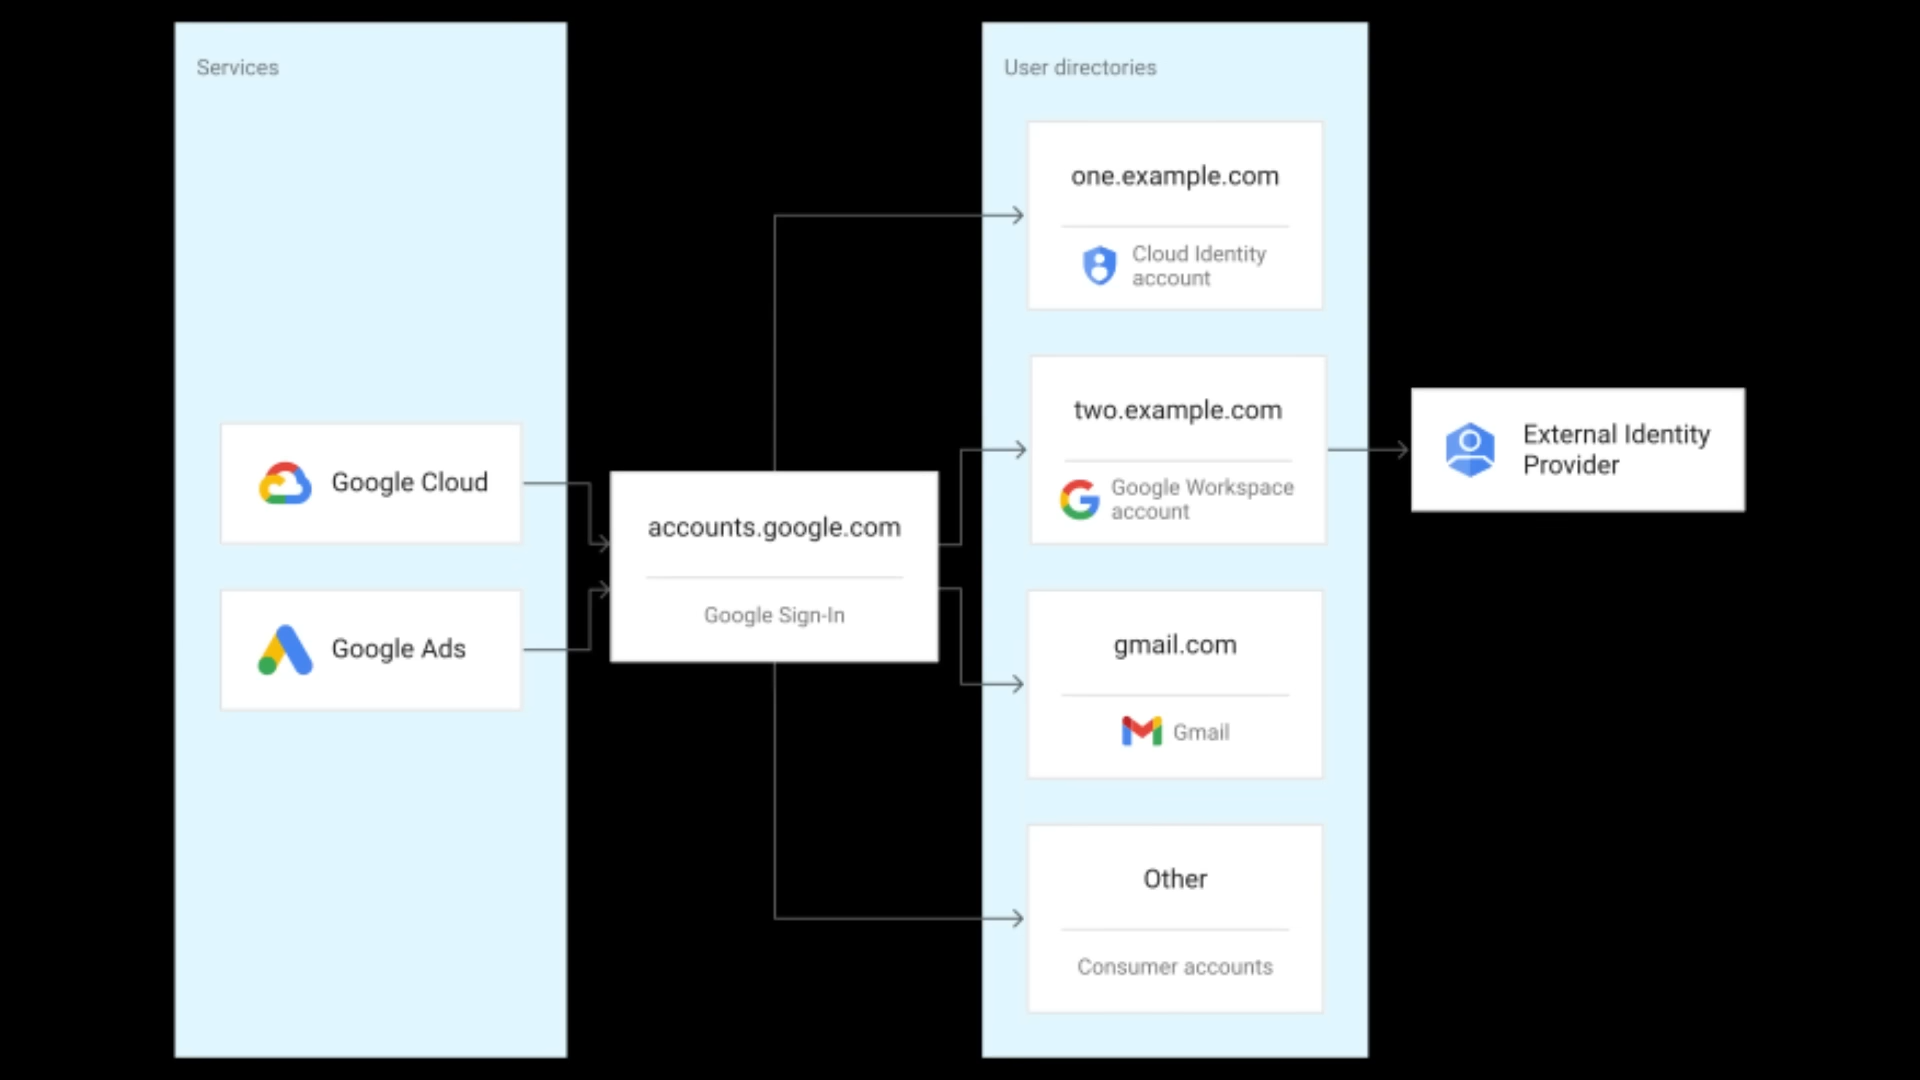 Services
Google Cloud
Google Ads
accounts.google.com
Google Sign-In
User directories
one.example.com
Cloud Identity
account
two.example.com
Google Workspace
account
gmail.com
Gmail
Other
Consumer accounts
External Identity
Provider